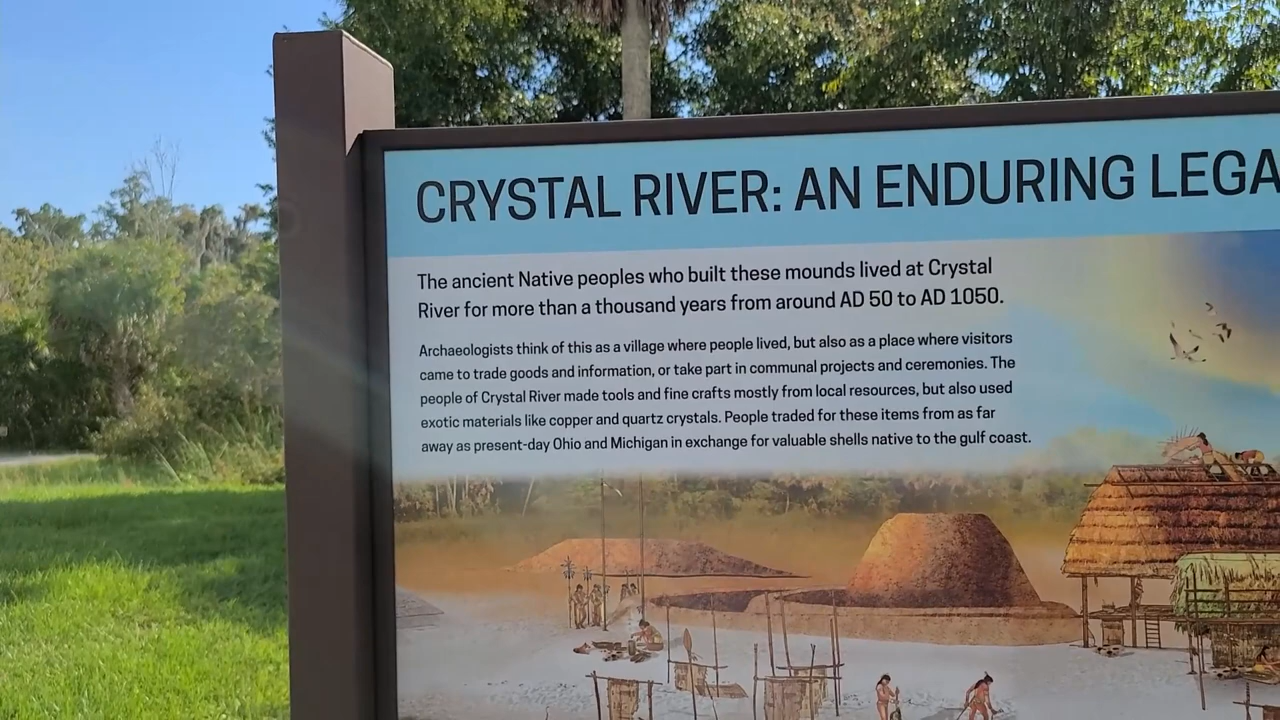 CRYSTAL RIVER: AN ENDURING LEGA
The ancient Native peoples who built these mounds lived at Crystal
River for more than a thousand years from around AD 50 to AD 1050.
Archaeologists think of this as a village where people lived, but also as a place where visitors
came to trade goods and information, or take part in communal projects and ceremonies. The
people of Crystal River made tools and fine crafts mostly from local resources, but also used
exotic materials like copper and quartz crystals. People traded for these items from as far
away as present-day Ohio and Michigan in exchange for valuable shells native to the gulf coast.